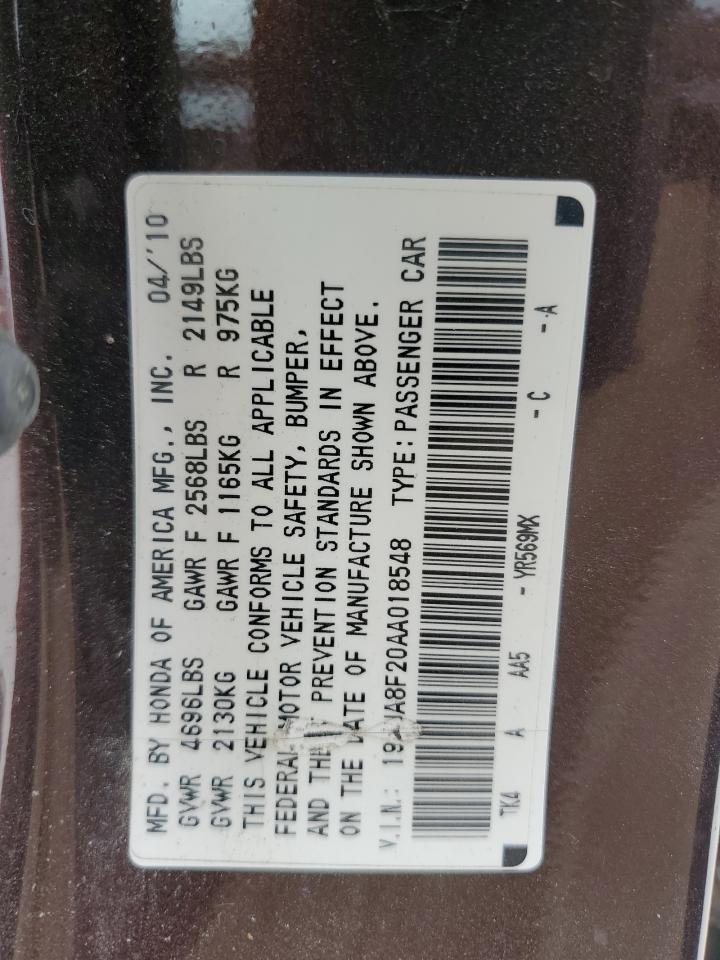 MFD. BY HONDA OF AMERICA MFG., INC. 04/'10
GVWR 4696LBS GAWR F 2568LBS R 2149LBS
GVWR 2130KG GAWR F 1165KG R 975KG
THIS VEHICLE CONFORMS TO ALL APPLICABLE
FEDERAL MOTOR VEHICLE SAFETY, BUMPER,
AND THEFT PREVENTION STANDARDS IN EFFECT
ON THE DATE OF MANUFACTURE SHOWN ABOVE.
V.I.N.: TYPE:PASSENGER CAR
TK4 A AA5 - YR569MX - C - A